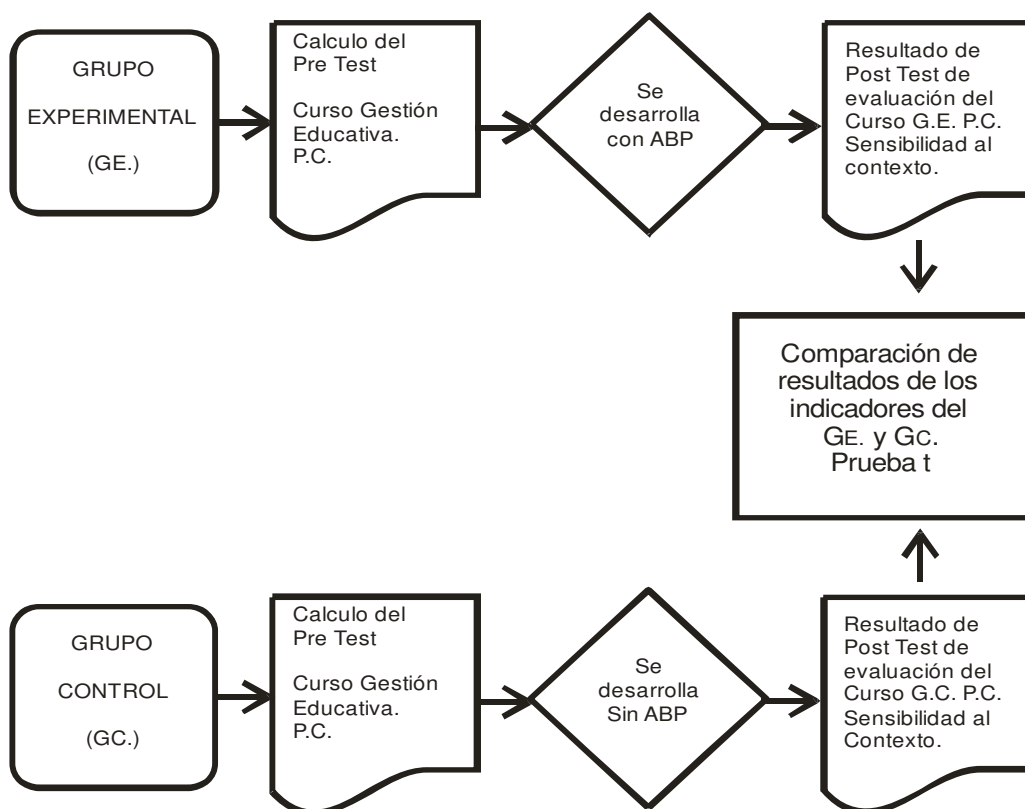 GRUPO
EXPERIMENTAL
(GE.)
Calculo del
Pre Test
Curso Gestión
Educativa.
P.C.
Se
desarrolla
con ABP
Resultado de
Post Test de
evaluación del
Curso G.E. P.C.
Sensibilidad al
contexto.
Comparación de
resultados de los
indicadores del
GE. y GC.
Prueba t
GRUPO
CONTROL
(GC.)
Calculo del
Pre Test
Curso Gestión
Educativa.
P.C.
Se
desarrolla
Sin ABP
Resultado de
Post Test de
evaluación del
Curso G.C. P.C.
Sensibilidad al
Contexto.